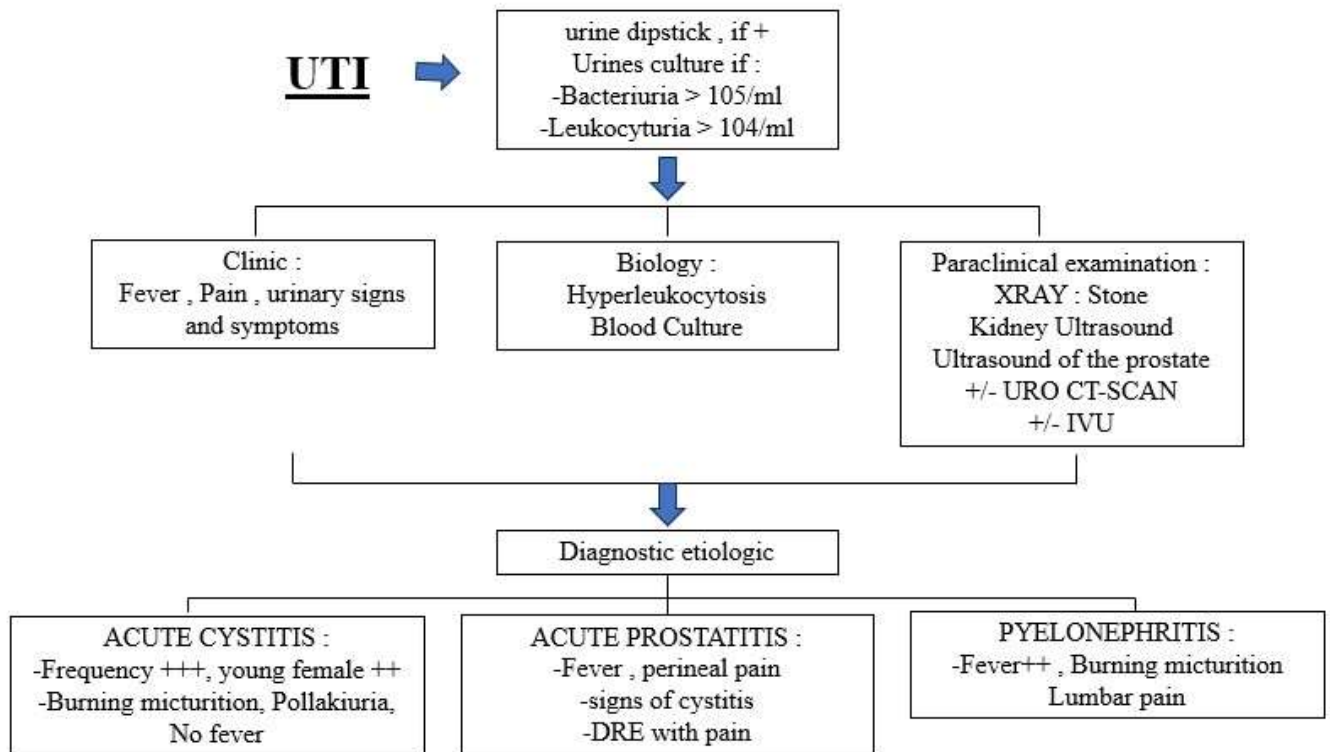 UTI
urine dipstick , if +
Urines culture if :
-Bacteriuria > 105/ml
-Leukocyturia > 104/ml
Clinic :
Fever , Pain , urinary signs
and symptoms
Biology :
Hyperleukocytosis
Blood Culture
Paraclinical examination :
XRAY : Stone
Kidney Ultrasound
Ultrasound of the prostate
+/- URO CT-SCAN
+/- IVU
Diagnostic etiologic
ACUTE CYSTITIS :
-Frequency +++, young female ++
-Burning micturition, Pollakiuria,
No fever
ACUTE PROSTATITIS :
-Fever , perineal pain
-signs of cystitis
-DRE with pain
PYELONEPHRITIS :
-Fever++ , Burning micturition
Lumbar pain